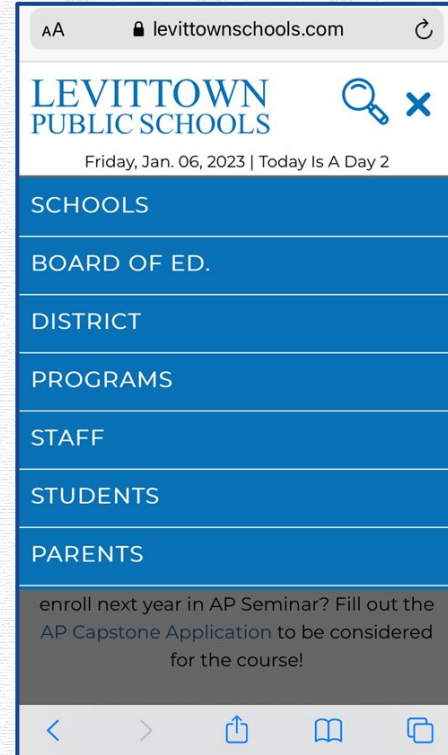 AA levittownschools.com
LEVITTOWN
PUBLIC SCHOOLS
Friday, Jan. 06, 2023 | Today Is A Day 2
SCHOOLS
BOARD OF ED.
DISTRICT
PROGRAMS
STAFF
STUDENTS
PARENTS
enroll next year in AP Seminar? Fill out the
AP Capstone Application to be considered
for the course!